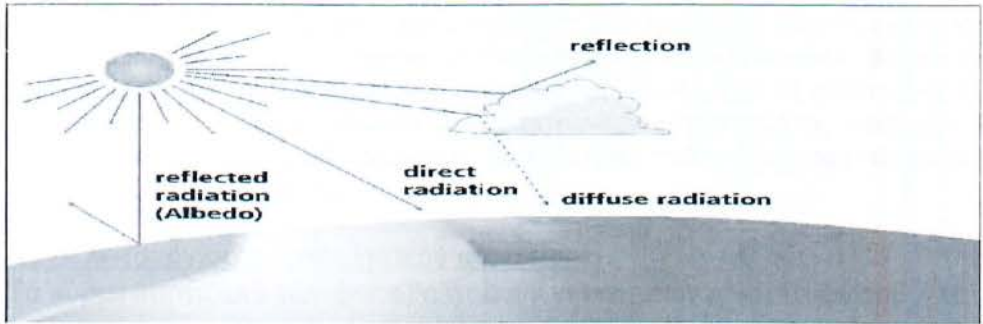 reflection
reflected
radiation
(Albedo)
direct
radiation
diffuse radiation